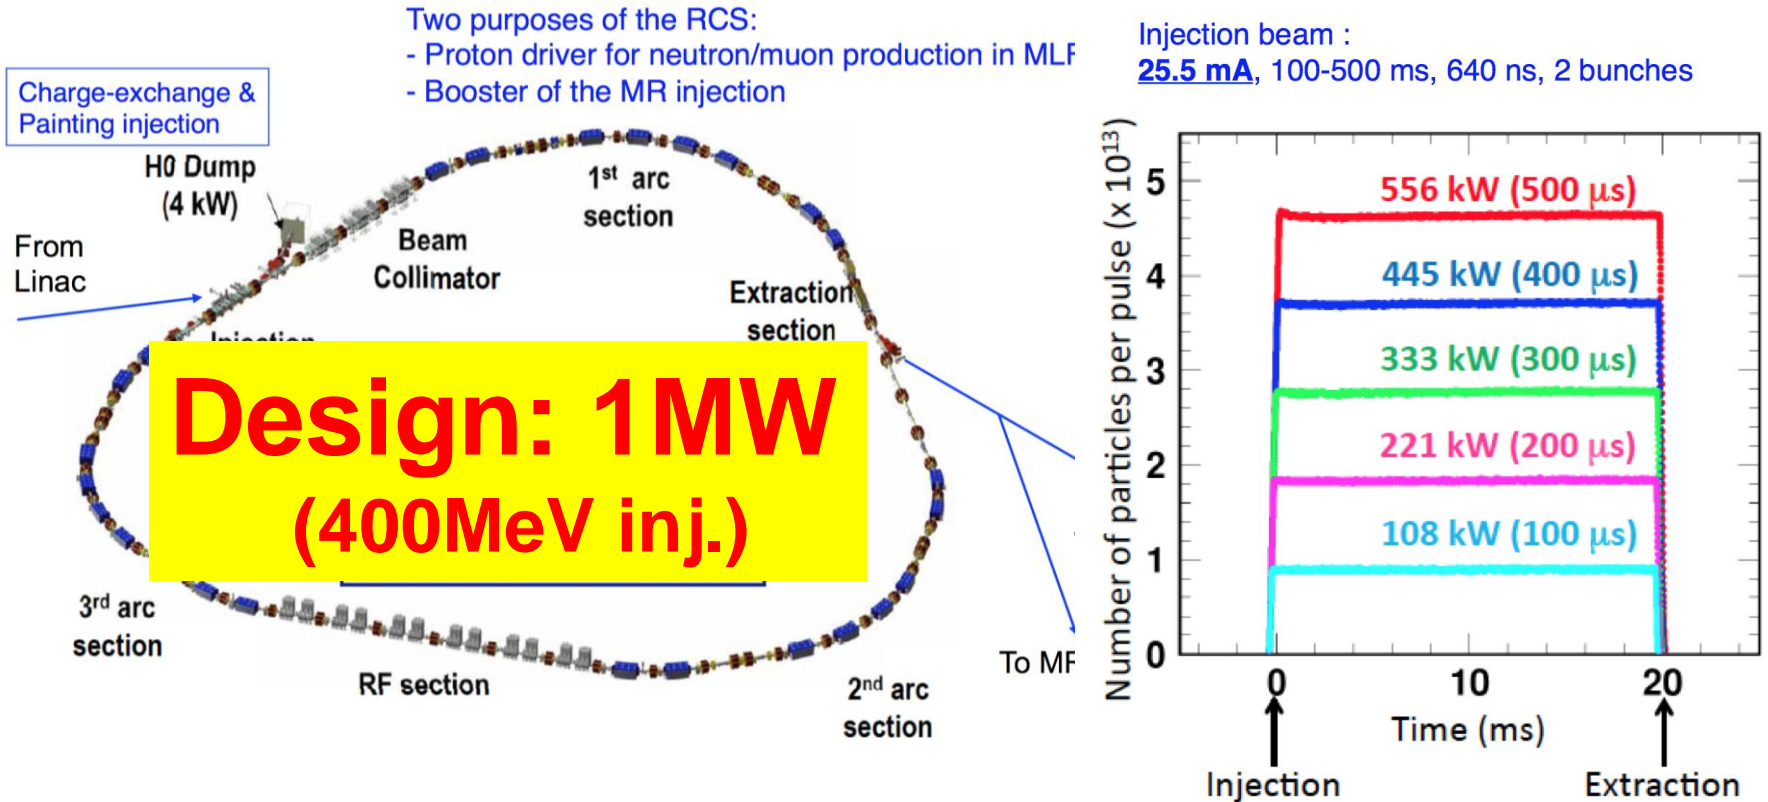 Two purposes of the RCS:
- Proton driver for neutron/muon production in MLF
- Booster of the MR injection
Charge-exchange &
Painting injection
H0 Dump
(4 kW)
From
Linac
Beam
Collimator
1st arc
section
Extraction
section
Injection
Design: 1MW
(400MeV inj.)
3rd arc
section
RF section
2nd arc
section
To MR
Injection beam :
25.5 mA, 100-500 ms, 640 ns, 2 bunches
Number of particles per pulse (x 10¹³)
5
4
3
2
1
0
556 kW (500 μs)
445 kW (400 μs)
333 kW (300 μs)
221 kW (200 μs)
108 kW (100 μs)
0 10 20
Time (ms)
Injection
Extraction